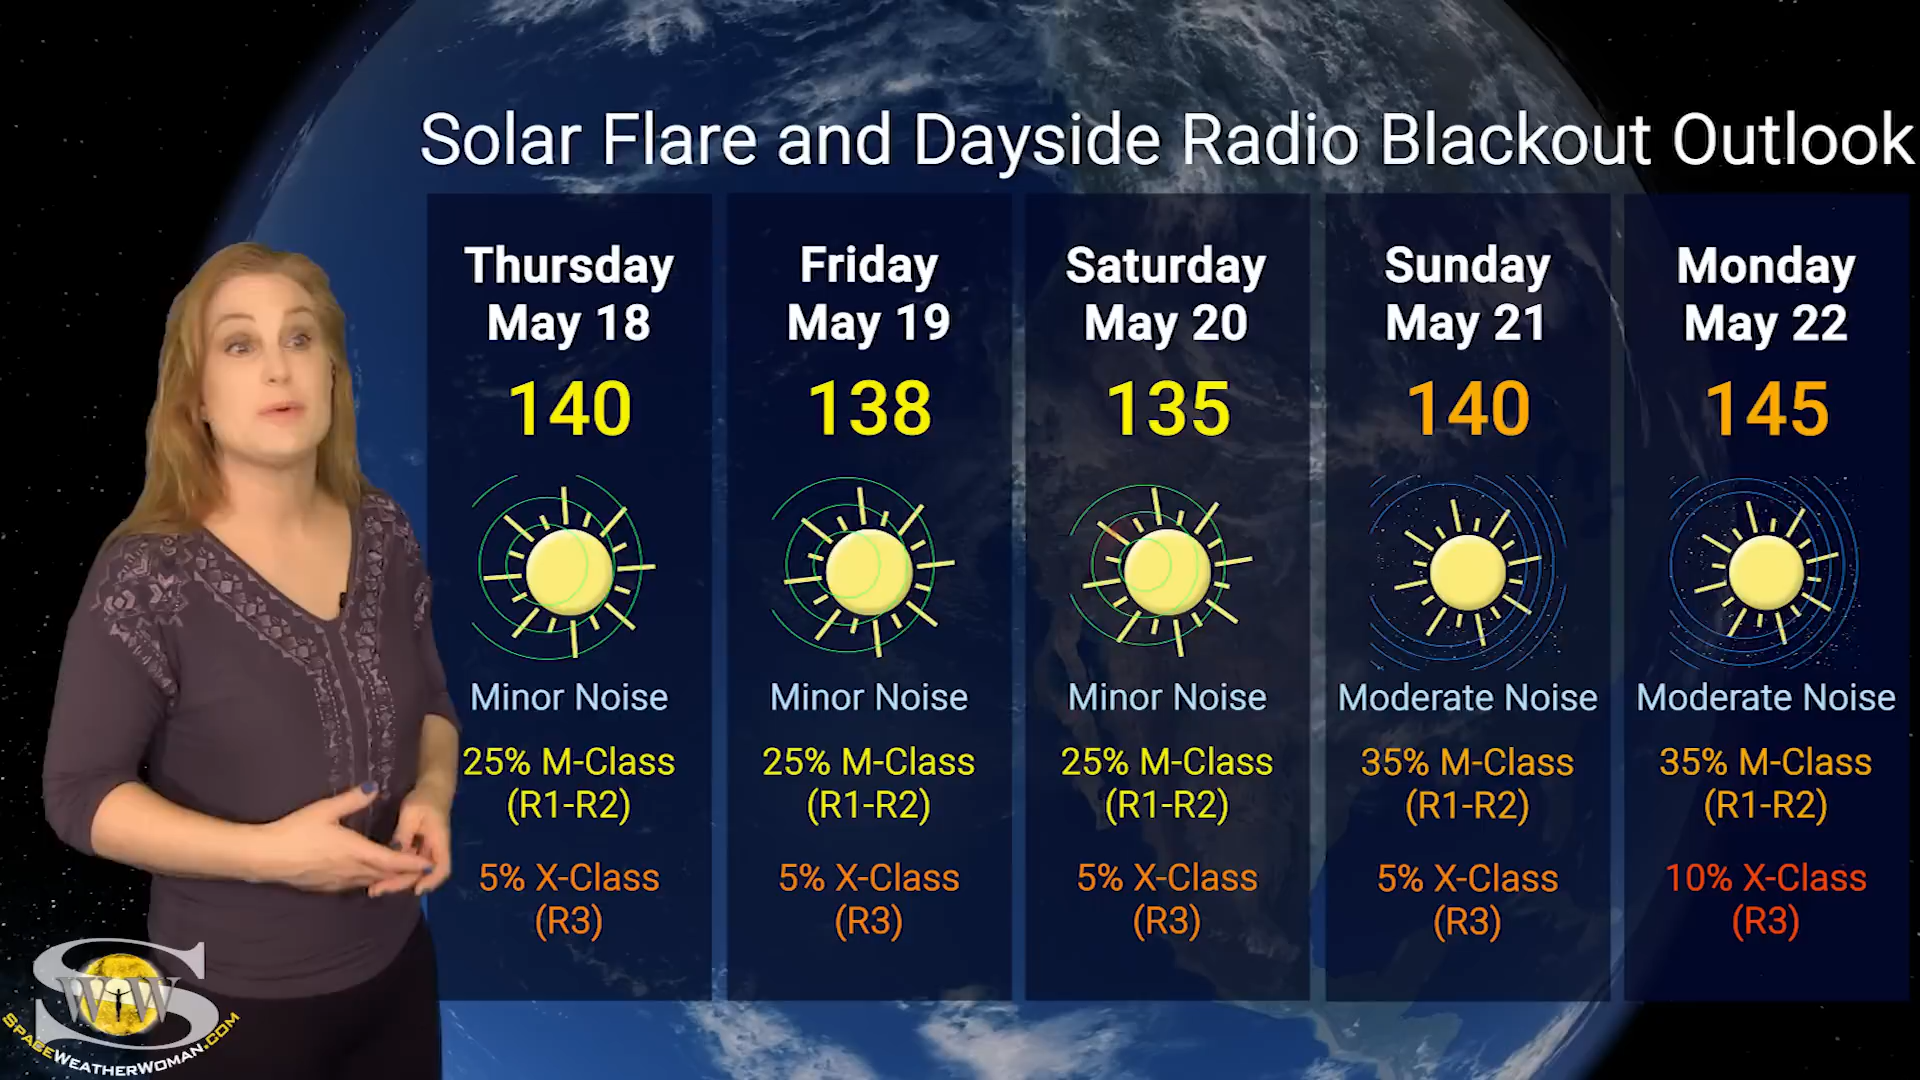 Solar Flare and Dayside Radio Blackout Outlook
Thursday
May 18
140
Minor Noise
25% M-Class
(R1-R2)
5% X-Class
(R3)
Friday
May 19
138
Minor Noise
25% M-Class
(R1-R2)
5% X-Class
(R3)
Saturday
May 20
135
Minor Noise
25% M-Class
(R1-R2)
5% X-Class
(R3)
Sunday
May 21
140
Moderate Noise
35% M-Class
(R1-R2)
5% X-Class
(R3)
Monday
May 22
145
Moderate Noise
35% M-Class
(R1-R2)
10% X-Class
(R3)
S
WW
SPACEWEATHERWOMAN.COM